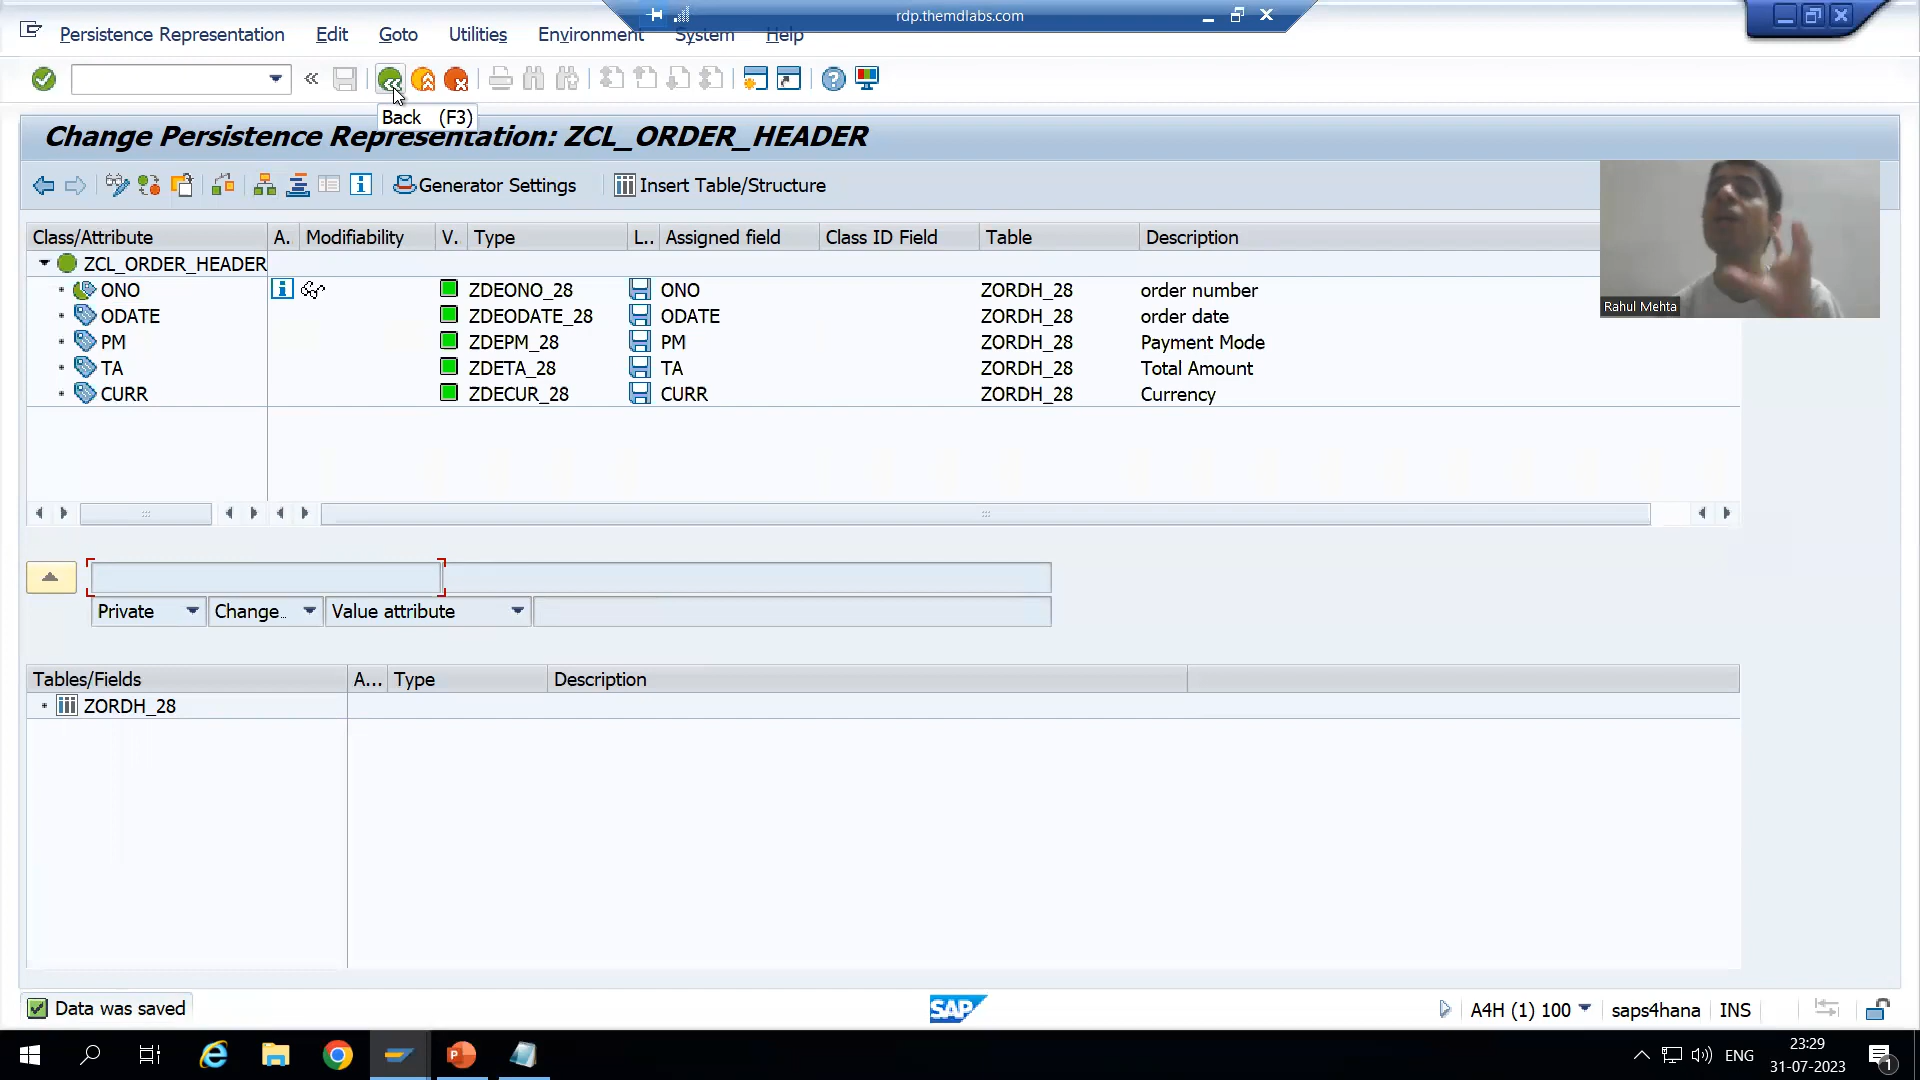 rdp.themdlabs.com
Persistence Representation Edit Goto Utilities Environment System Help
Back (F3)
Change Persistence Representation: ZCL_ORDER_HEADER
Generator Settings Insert Table/Structure
Class/Attribute A. Modifiability V. Type L.. Assigned field Class ID Field Table Description
ZCL_ORDER_HEADER
ONO ZDEONO_28 ONO ZORDH_28 order number
ODATE ZDEODATE_28 ODATE ZORDH_28 order date
PM ZDEPM_28 PM ZORDH_28 Payment Mode
TA ZDETA_28 TA ZORDH_28 Total Amount
CURR ZDECUR_28 CURR ZORDH_28 Currency
Rahul Mehta
Private Change.. Value attribute
Tables/Fields A... Type Description
ZORDH_28
Data was saved
SAP
A4H (1) 100 saps4hana INS
ENG
23:29
31-07-2023
1